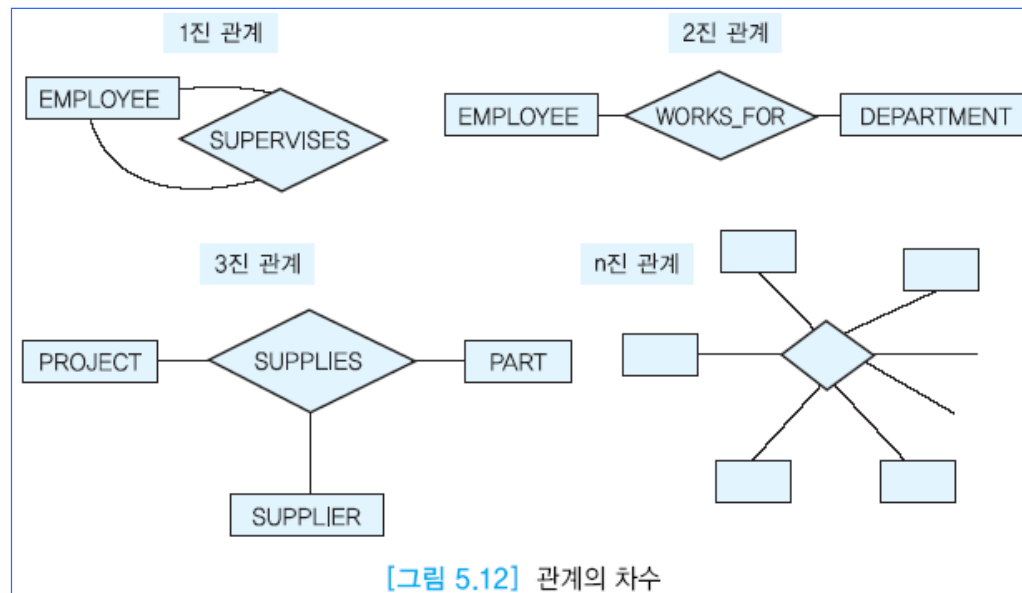 1진 관계
2진 관계
EMPLOYEE
SUPERVISES
EMPLOYEE
WORKS_FOR
DEPARTMENT
3진 관계
n진 관계
PROJECT
SUPPLIES
PART
SUPPLIER
[그림 5.12] 관계의 차수